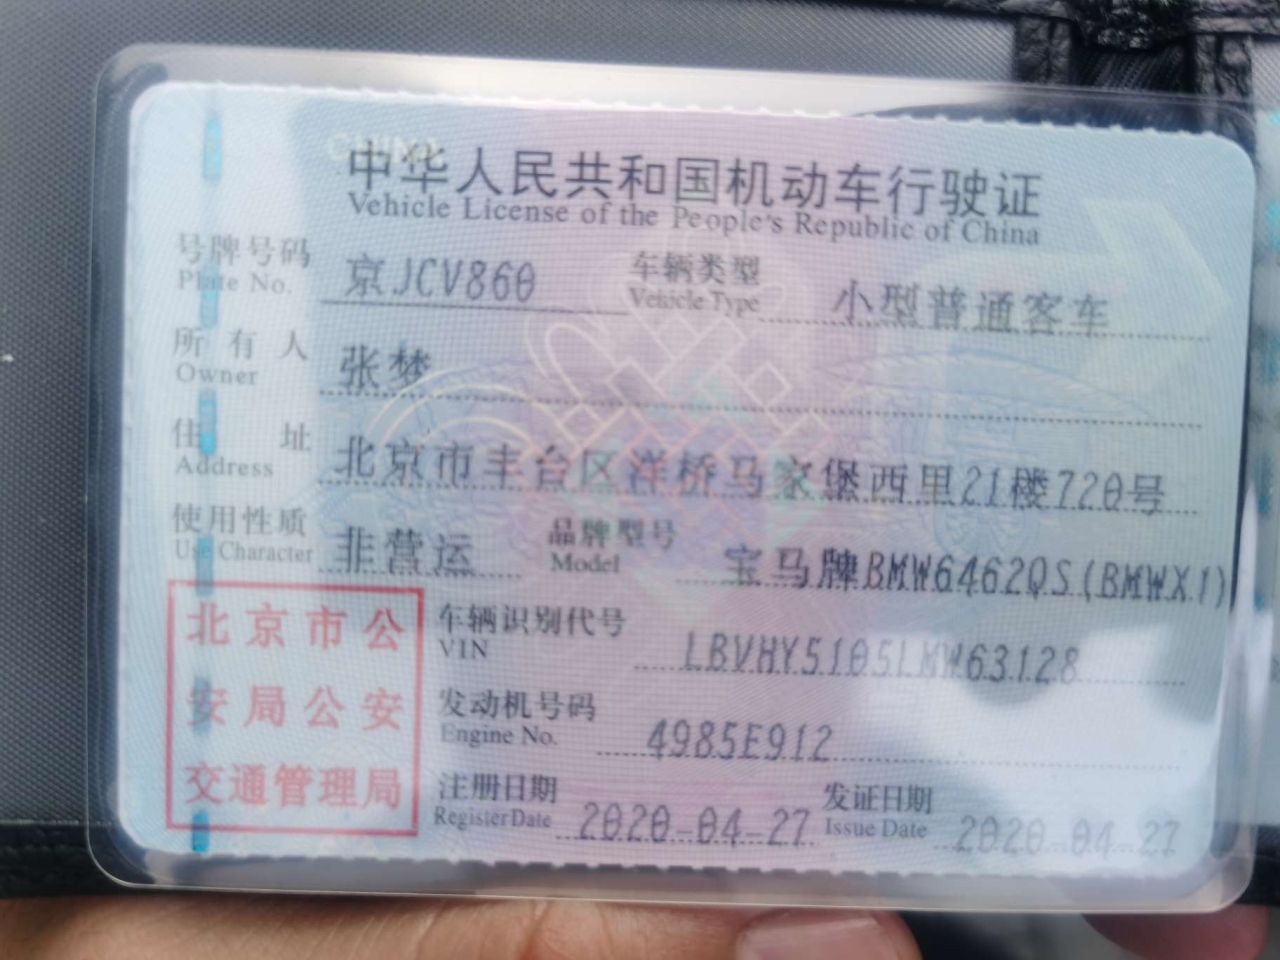 CHINA
中华人民共和国机动车行驶证
Vehicle License of the People's Republic of China
号牌号码 京JCV860 车辆类型 小型普通客车
Plate No. Vehicle Type
所有人 张梦
Owner
住址 北京市丰台区洋桥马家堡西里21楼720号
Address
使用性质 非营运 品牌型号 宝马牌BMW6462QS(BMWX1)
Use Character Model
北京市公
安局公安
交通管理局
车辆识别代号 LBVHY5105LMW63128
VIN
发动机号码 4985E912
Engine No.
注册日期 2020-04-27 发证日期 2020-04-27
Register Date Issue Date